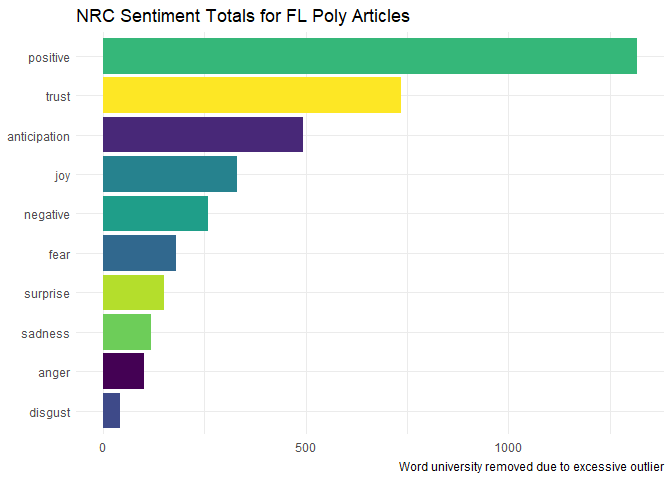 NRC Sentiment Totals for FL Poly Articles
positive
trust
anticipation
joy
negative
fear
surprise
sadness
anger
disgust
0 500 1000
Word university removed due to excessive outlier